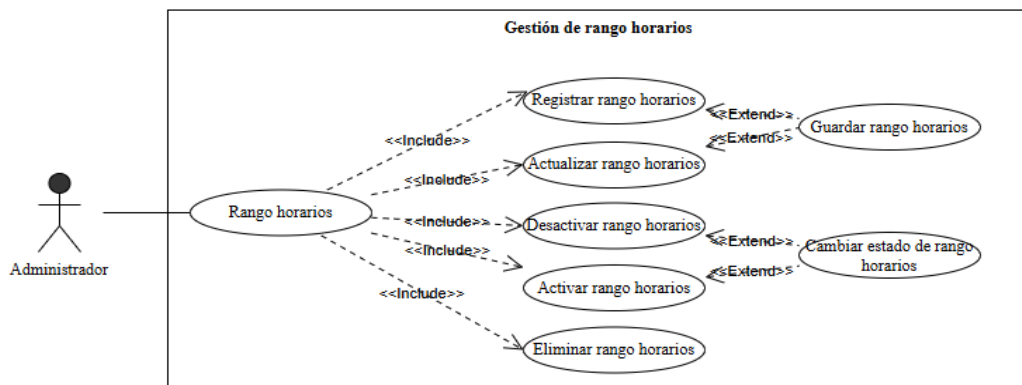 Gestión de rango horarios
Registrar rango horarios
<<Extend>>
Guardar rango horarios
<<Include>>
<<Extend>>
Actualizar rango horarios
<<Include>>
Administrador
Rango horarios
<<Include>>
Desactivar rango horarios
<<Extend>>
Cambiar estado de rango
horarios
<<Include>>
<<Extend>>
Activar rango horarios
<<Include>>
Eliminar rango horarios